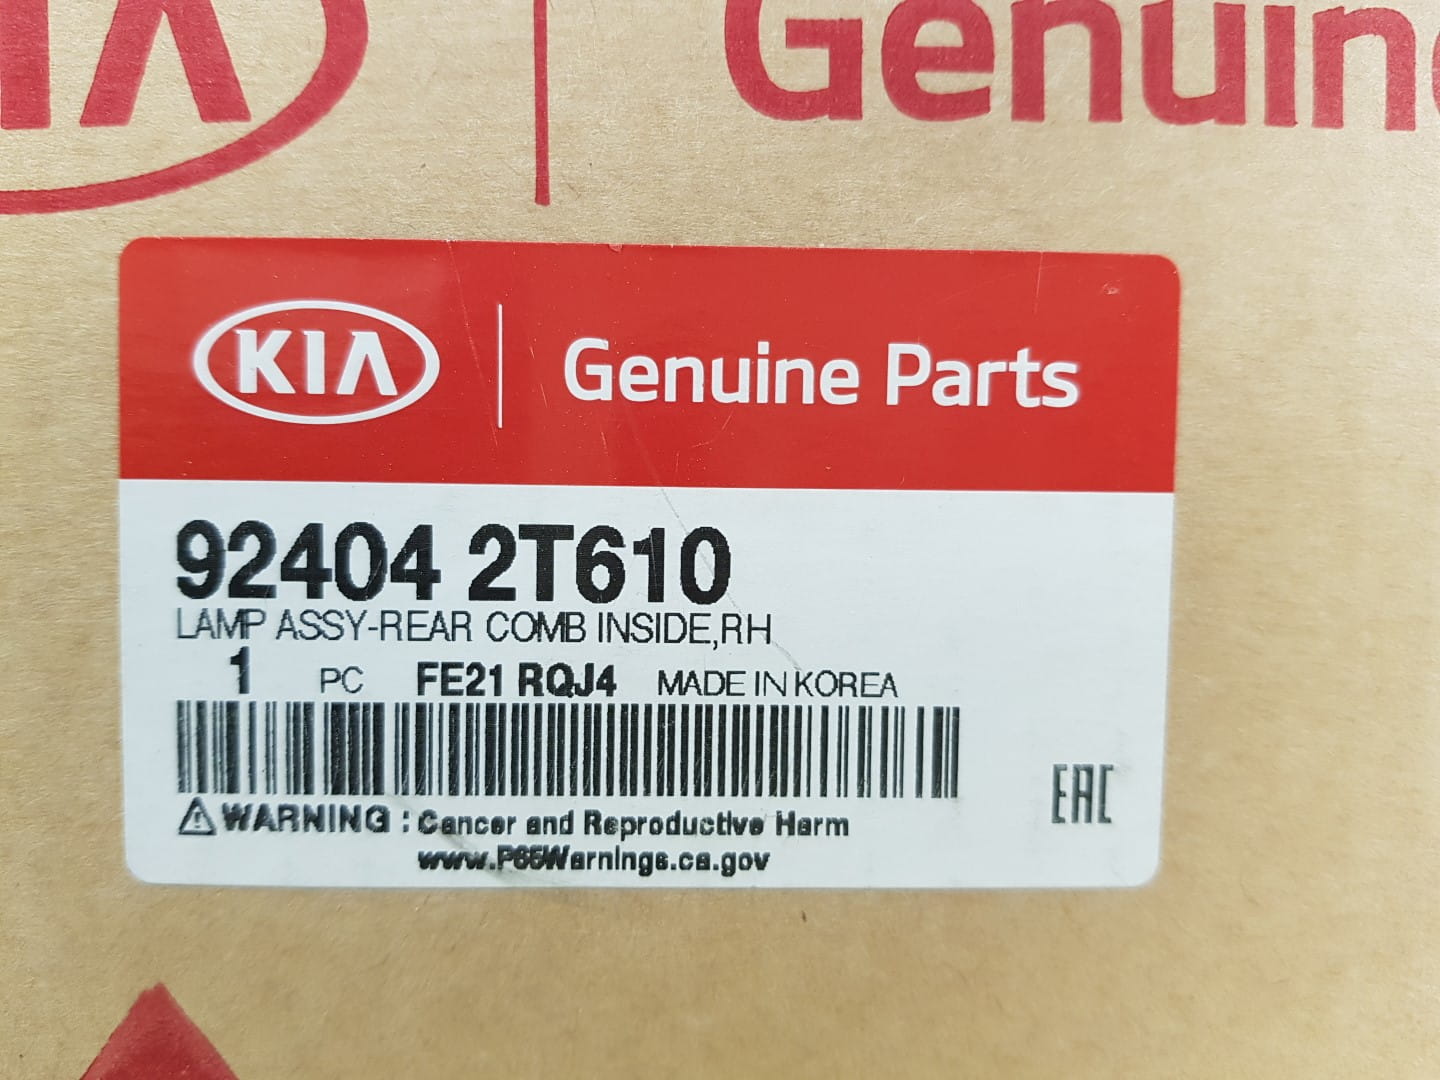 KIA Genuine
KIA Genuine Parts
92404 2T610
LAMP ASSY-REAR COMB INSIDE,RH
1 PC FE21 RQJ4 MADE IN KOREA
WARNING : Cancer and Reproductive Harm
www.P65Warnings.ca.gov
EAC